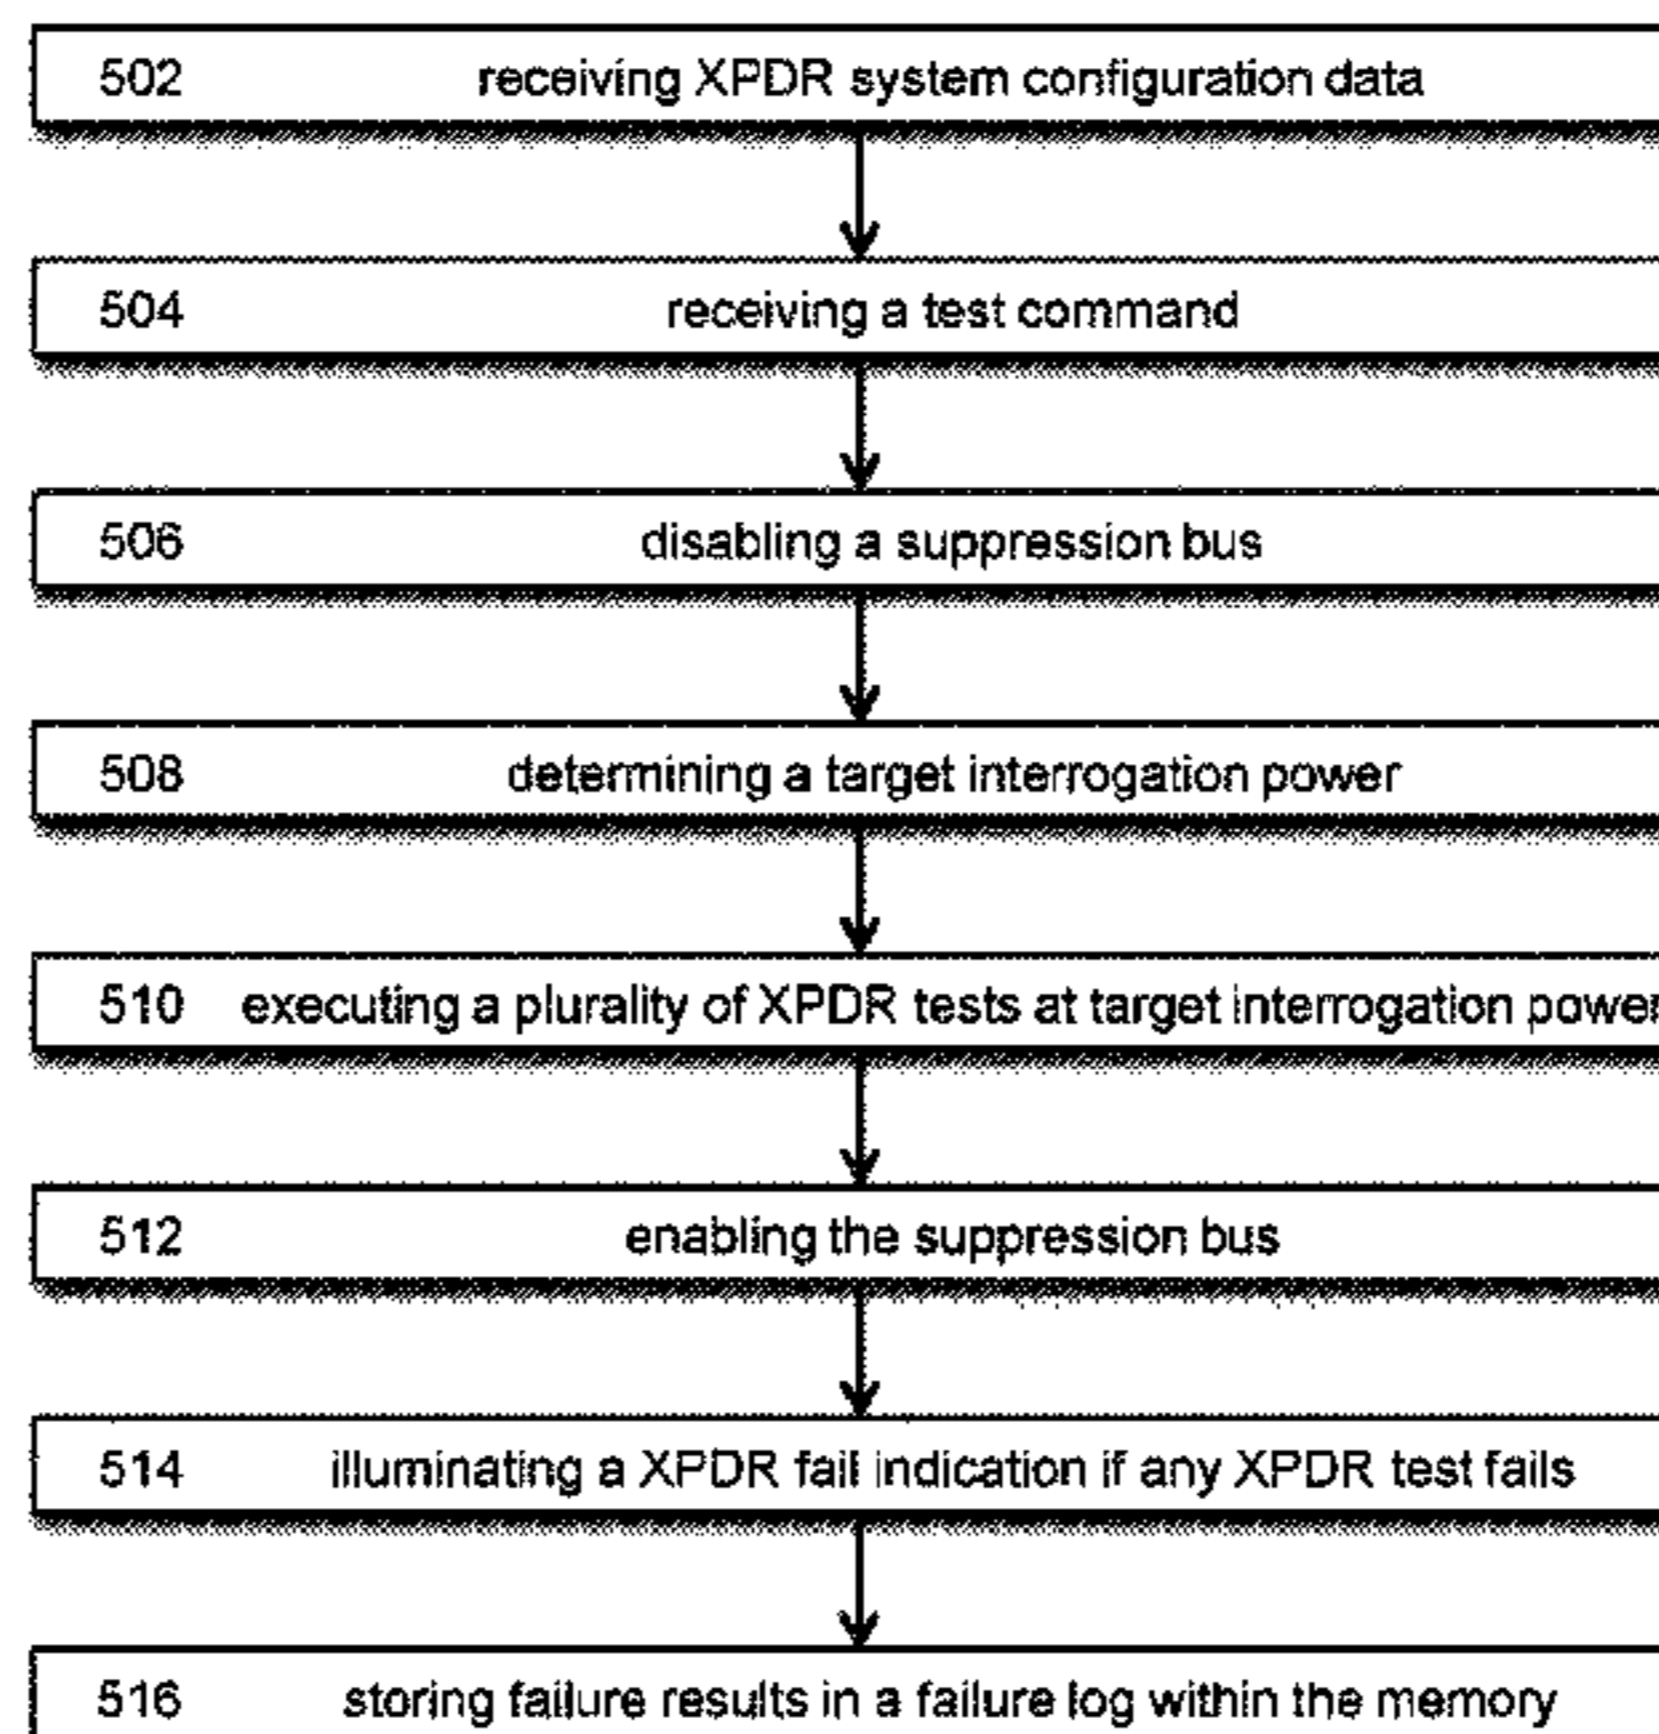 502 receiving XPDR system configuration data
504 receiving a test command
506 disabling a suppression bus
508 determining a target interrogation power
510 executing a plurality of XPDR tests at target interrogation power
512 enabling the suppression bus
514 illuminating a XPDR fail indication if any XPDR test fails
516 storing failure results in a failure log within the memory